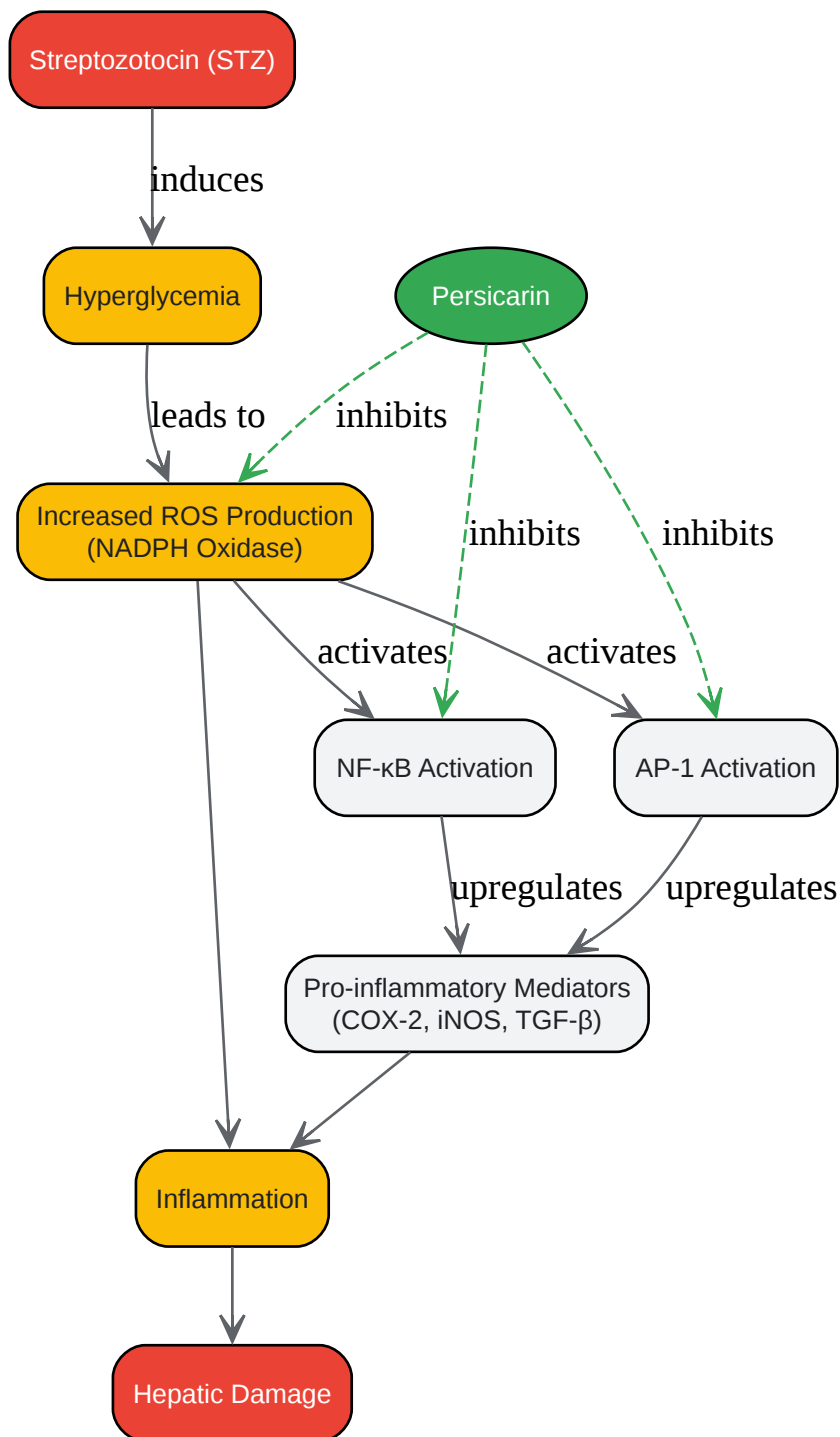 Streptozotocin (STZ)
induces
Hyperglycemia
Persicarin
leads to
inhibits
Increased ROS Production
(NADPH Oxidase)
inhibits
inhibits
activates
activates
NF-κB Activation
AP-1 Activation
upregulates
upregulates
Pro-inflammatory Mediators
(COX-2, iNOS, TGF-β)
Inflammation
Hepatic Damage